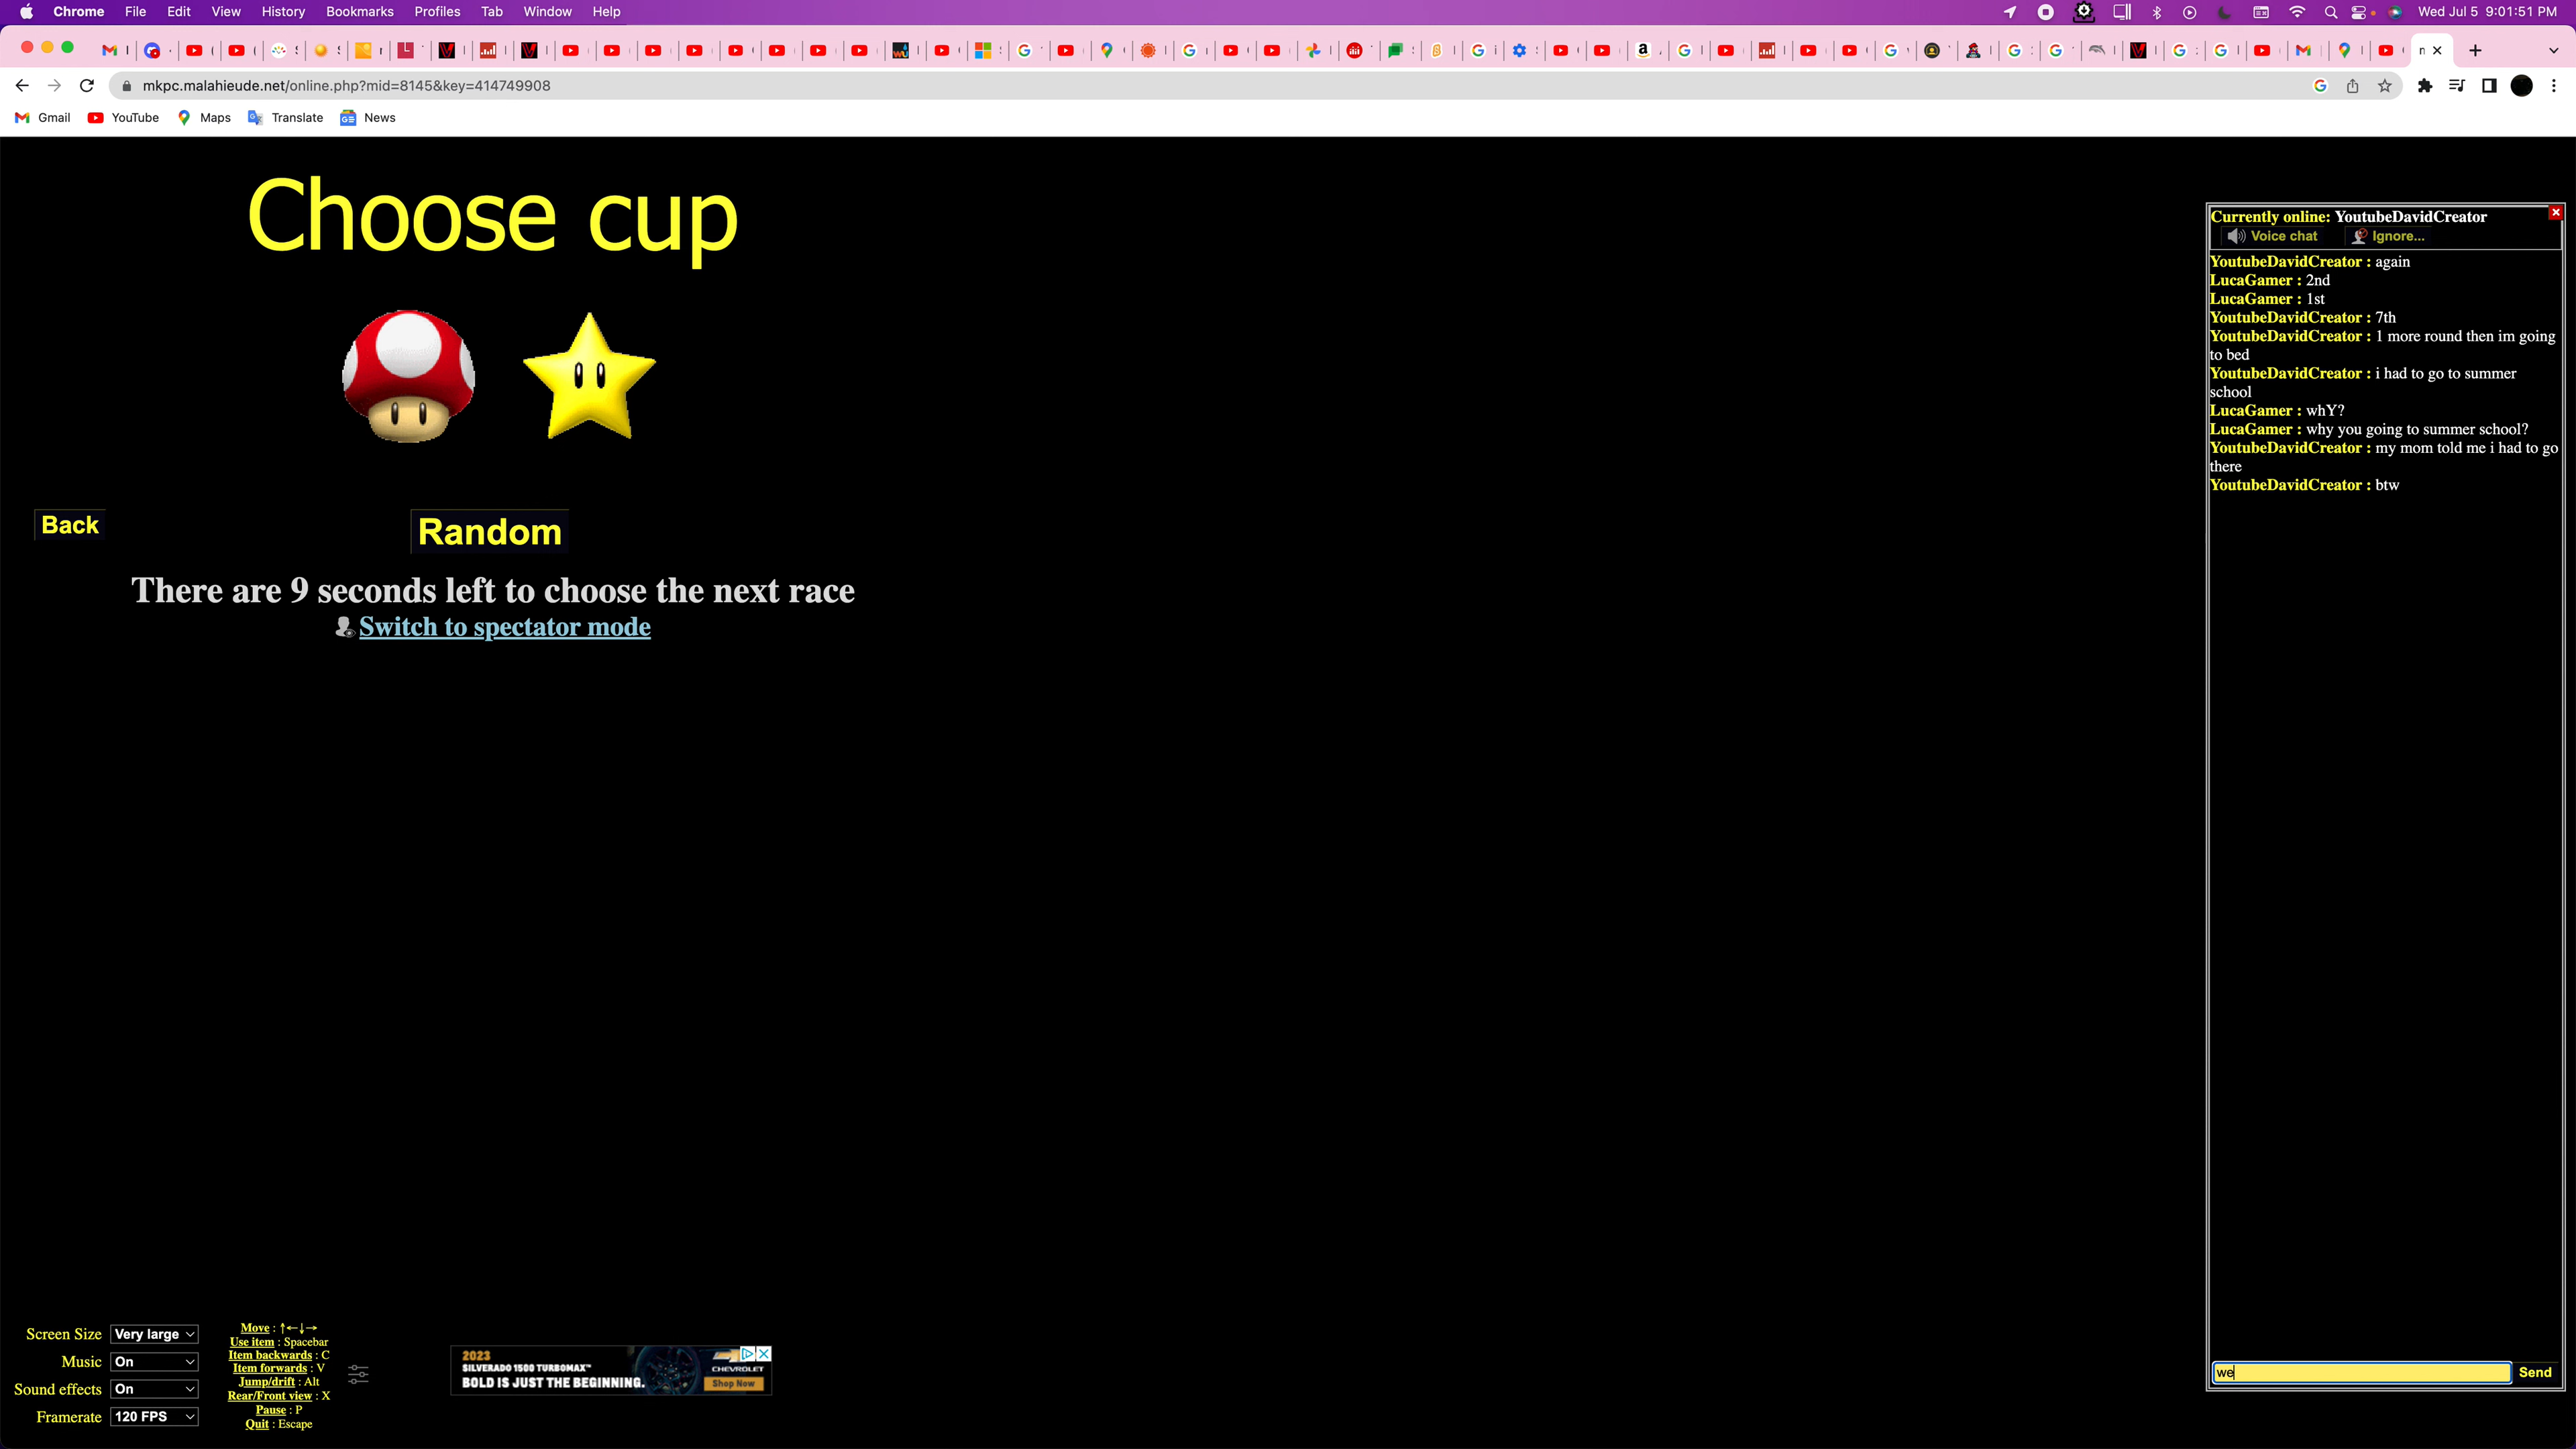 Chrome File Edit View History Bookmarks Profiles Tab Window Help Wed Jul 5 9:01:51 PM
mkpc.malahieude.net/online.php?mid=8145&key=414749908
Gmail YouTube Maps Translate News
Choose cup
Back
Random
There are 9 seconds left to choose the next race
Switch to spectator mode
Currently online: YoutubeDavidCreator
Voice chat Ignore...
YoutubeDavidCreator : again
LucaGamer : 2nd
LucaGamer : 1st
YoutubeDavidCreator : 7th
YoutubeDavidCreator : 1 more round then im going
to bed
YoutubeDavidCreator : i had to go to summer
school
LucaGamer : whY?
LucaGamer : why you going to summer school?
YoutubeDavidCreator : my mom told me i had to go
there
YoutubeDavidCreator : btw
we
Send
Screen Size Very large
Music On
Sound effects On
Framerate 120 FPS
Move : ↑←↓→
Use item : Spacebar
Item backwards : C
Item forwards : V
Jump/drift : Alt
Rear/Front view : X
Pause : P
Quit : Escape
2023
SILVERADO 1500 TURBOMAX™
BOLD IS JUST THE BEGINNING.
CHEVROLET
Shop Now